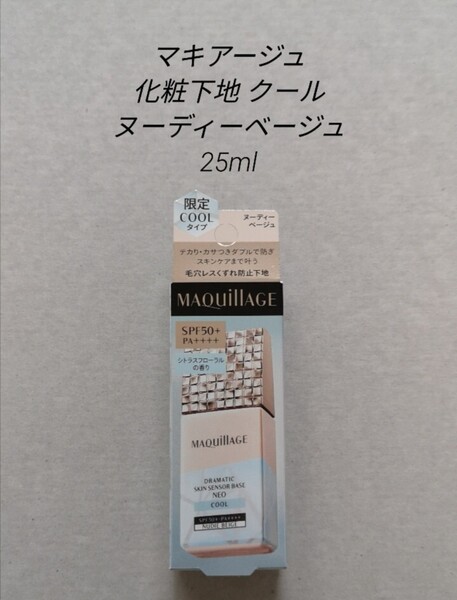 マキアージュ
化粧下地 クール
ヌーディーベージュ
25ml
限定
COOL
タイプ
ヌーディー
ベージュ
テカリ・カサつきダブルで防ぎ
スキンケアまで叶う
毛穴レスくずれ防止下地
MAQuillAGE
SPF50+
PA++++
シトラスフローラル
の香り
MAQuillAGE
DRAMATIC
SKIN SENSOR BASE
NEO
COOL
SPF50+ PA++++
NUDIE BEIGE